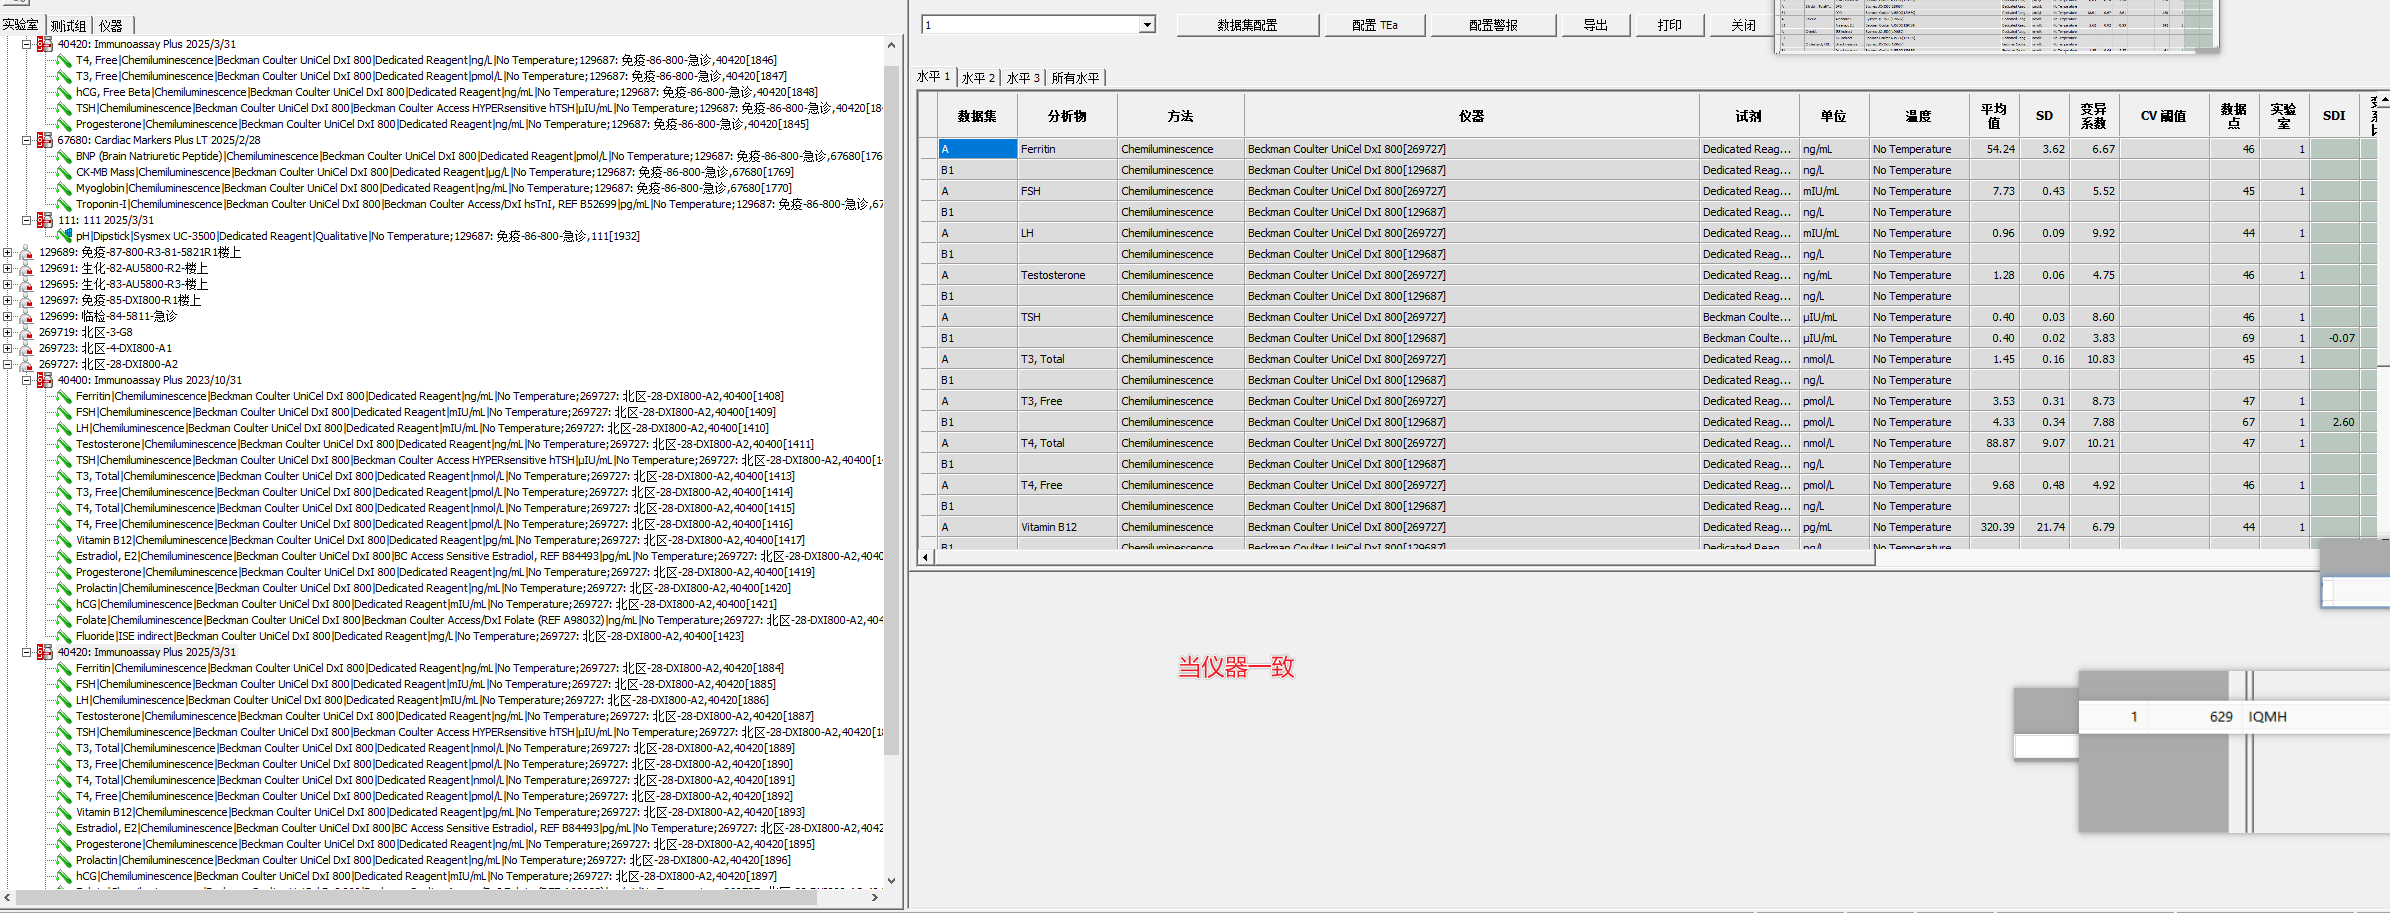 实验室 测试组 仪器
40420: Immunoassay Plus 2025/3/31
T4, Free|Chemiluminescence|Beckman Coulter UniCel DxI 800|Dedicated Reagent|ng/L|No Temperature;129687: 免疫-86-800-急诊,40420[1846]
T3, Free|Chemiluminescence|Beckman Coulter UniCel DxI 800|Dedicated Reagent|pmol/L|No Temperature;129687: 免疫-86-800-急诊,40420[1847]
hCG, Free Beta|Chemiluminescence|Beckman Coulter UniCel DxI 800|Dedicated Reagent|ng/mL|No Temperature;129687: 免疫-86-800-急诊,40420[1848]
TSH|Chemiluminescence|Beckman Coulter UniCel DxI 800|Beckman Coulter Access HYPERsensitive hTSH|µIU/mL|No Temperature;129687: 免疫-86-800-急诊,40420[18
Progesterone|Chemiluminescence|Beckman Coulter UniCel DxI 800|Dedicated Reagent|ng/mL|No Temperature;129687: 免疫-86-800-急诊,40420[1845]
67680: Cardiac Markers Plus LT 2025/2/28
BNP (Brain Natriuretic Peptide)|Chemiluminescence|Beckman Coulter UniCel DxI 800|Dedicated Reagent|pmol/L|No Temperature;129687: 免疫-86-800-急诊,67680[176
CK-MB Mass|Chemiluminescence|Beckman Coulter UniCel DxI 800|Dedicated Reagent|µg/L|No Temperature;129687: 免疫-86-800-急诊,67680[1769]
Myoglobin|Chemiluminescence|Beckman Coulter UniCel DxI 800|Dedicated Reagent|ng/mL|No Temperature;129687: 免疫-86-800-急诊,67680[1770]
Troponin-I|Chemiluminescence|Beckman Coulter UniCel DxI 800|Beckman Coulter Access/DxI hsTnI, REF B52699|pg/mL|No Temperature;129687: 免疫-86-800-急诊,67
111: 111 2025/3/31
pH|Dipstick|Sysmex UC-3500|Dedicated Reagent|Qualitative|No Temperature;129687: 免疫-86-800-急诊,111[1932]
129689: 免疫-87-800-R3-81-5821R1楼上
129691: 生化-82-AU5800-R2-楼上
129695: 生化-83-AU5800-R3-楼上
129697: 免疫-85-DXI800-R1楼上
129699: 临检-84-5811-急诊
269719: 北区-3-G8
269723: 北区-4-DXI800-A1
269727: 北区-28-DXI800-A2
40400: Immunoassay Plus 2023/10/31
Ferritin|Chemiluminescence|Beckman Coulter UniCel DxI 800|Dedicated Reagent|ng/mL|No Temperature;269727: 北区-28-DXI800-A2,40400[1408]
FSH|Chemiluminescence|Beckman Coulter UniCel DxI 800|Dedicated Reagent|mIU/mL|No Temperature;269727: 北区-28-DXI800-A2,40400[1409]
LH|Chemiluminescence|Beckman Coulter UniCel DxI 800|Dedicated Reagent|mIU/mL|No Temperature;269727: 北区-28-DXI800-A2,40400[1410]
Testosterone|Chemiluminescence|Beckman Coulter UniCel DxI 800|Dedicated Reagent|ng/mL|No Temperature;269727: 北区-28-DXI800-A2,40400[1411]
TSH|Chemiluminescence|Beckman Coulter UniCel DxI 800|Beckman Coulter Access HYPERsensitive hTSH|µIU/mL|No Temperature;269727: 北区-28-DXI800-A2,40400[1
T3, Total|Chemiluminescence|Beckman Coulter UniCel DxI 800|Dedicated Reagent|nmol/L|No Temperature;269727: 北区-28-DXI800-A2,40400[1413]
T3, Free|Chemiluminescence|Beckman Coulter UniCel DxI 800|Dedicated Reagent|pmol/L|No Temperature;269727: 北区-28-DXI800-A2,40400[1414]
T4, Total|Chemiluminescence|Beckman Coulter UniCel DxI 800|Dedicated Reagent|nmol/L|No Temperature;269727: 北区-28-DXI800-A2,40400[1415]
T4, Free|Chemiluminescence|Beckman Coulter UniCel DxI 800|Dedicated Reagent|pmol/L|No Temperature;269727: 北区-28-DXI800-A2,40400[1416]
Vitamin B12|Chemiluminescence|Beckman Coulter UniCel DxI 800|Dedicated Reagent|pg/mL|No Temperature;269727: 北区-28-DXI800-A2,40400[1417]
Estradiol, E2|Chemiluminescence|Beckman Coulter UniCel DxI 800|BC Access Sensitive Estradiol, REF B84493|pg/mL|No Temperature;269727: 北区-28-DXI800-A2,4040
Progesterone|Chemiluminescence|Beckman Coulter UniCel DxI 800|Dedicated Reagent|ng/mL|No Temperature;269727: 北区-28-DXI800-A2,40400[1419]
Prolactin|Chemiluminescence|Beckman Coulter UniCel DxI 800|Dedicated Reagent|ng/mL|No Temperature;269727: 北区-28-DXI800-A2,40400[1420]
hCG|Chemiluminescence|Beckman Coulter UniCel DxI 800|Dedicated Reagent|mIU/mL|No Temperature;269727: 北区-28-DXI800-A2,40400[1421]
Folate|Chemiluminescence|Beckman Coulter UniCel DxI 800|Beckman Coulter Access/DxI Folate (REF A98032)|ng/mL|No Temperature;269727: 北区-28-DXI800-A2,404
Fluoride|ISE indirect|Beckman Coulter UniCel DxI 800|Dedicated Reagent|mg/L|No Temperature;269727: 北区-28-DXI800-A2,40400[1423]
40420: Immunoassay Plus 2025/3/31
Ferritin|Chemiluminescence|Beckman Coulter UniCel DxI 800|Dedicated Reagent|ng/mL|No Temperature;269727: 北区-28-DXI800-A2,40420[1884]
FSH|Chemiluminescence|Beckman Coulter UniCel DxI 800|Dedicated Reagent|mIU/mL|No Temperature;269727: 北区-28-DXI800-A2,40420[1885]
LH|Chemiluminescence|Beckman Coulter UniCel DxI 800|Dedicated Reagent|mIU/mL|No Temperature;269727: 北区-28-DXI800-A2,40420[1886]
Testosterone|Chemiluminescence|Beckman Coulter UniCel DxI 800|Dedicated Reagent|ng/mL|No Temperature;269727: 北区-28-DXI800-A2,40420[1887]
TSH|Chemiluminescence|Beckman Coulter UniCel DxI 800|Beckman Coulter Access HYPERsensitive hTSH|µIU/mL|No Temperature;269727: 北区-28-DXI800-A2,40420[1
T3, Total|Chemiluminescence|Beckman Coulter UniCel DxI 800|Dedicated Reagent|nmol/L|No Temperature;269727: 北区-28-DXI800-A2,40420[1889]
T3, Free|Chemiluminescence|Beckman Coulter UniCel DxI 800|Dedicated Reagent|pmol/L|No Temperature;269727: 北区-28-DXI800-A2,40420[1890]
T4, Total|Chemiluminescence|Beckman Coulter UniCel DxI 800|Dedicated Reagent|nmol/L|No Temperature;269727: 北区-28-DXI800-A2,40420[1891]
T4, Free|Chemiluminescence|Beckman Coulter UniCel DxI 800|Dedicated Reagent|pmol/L|No Temperature;269727: 北区-28-DXI800-A2,40420[1892]
Vitamin B12|Chemiluminescence|Beckman Coulter UniCel DxI 800|Dedicated Reagent|pg/mL|No Temperature;269727: 北区-28-DXI800-A2,40420[1893]
Estradiol, E2|Chemiluminescence|Beckman Coulter UniCel DxI 800|BC Access Sensitive Estradiol, REF B84493|pg/mL|No Temperature;269727: 北区-28-DXI800-A2,4042
Progesterone|Chemiluminescence|Beckman Coulter UniCel DxI 800|Dedicated Reagent|ng/mL|No Temperature;269727: 北区-28-DXI800-A2,40420[1895]
Prolactin|Chemiluminescence|Beckman Coulter UniCel DxI 800|Dedicated Reagent|ng/mL|No Temperature;269727: 北区-28-DXI800-A2,40420[1896]
hCG|Chemiluminescence|Beckman Coulter UniCel DxI 800|Dedicated Reagent|mIU/mL|No Temperature;269727: 北区-28-DXI800-A2,40420[1897]
1 数据集配置 配置 TEa 配置警报 导出 打印 关闭
水平 1 水平 2 水平 3 所有水平
数据集 分析物 方法 仪器 试剂 单位 温度 平均值 SD 变异系数 CV 阈值 数据点 实验室 SDI
A Ferritin Chemiluminescence Beckman Coulter UniCel DxI 800[269727] Dedicated Reag... ng/mL No Temperature 54.24 3.62 6.67 46 1
B1 Chemiluminescence Beckman Coulter UniCel DxI 800[129687] Dedicated Reag... ng/L No Temperature
A FSH Chemiluminescence Beckman Coulter UniCel DxI 800[269727] Dedicated Reag... mIU/mL No Temperature 7.73 0.43 5.52 45 1
B1 Chemiluminescence Beckman Coulter UniCel DxI 800[129687] Dedicated Reag... ng/L No Temperature
A LH Chemiluminescence Beckman Coulter UniCel DxI 800[269727] Dedicated Reag... mIU/mL No Temperature 0.96 0.09 9.92 44 1
B1 Chemiluminescence Beckman Coulter UniCel DxI 800[129687] Dedicated Reag... ng/L No Temperature
A Testosterone Chemiluminescence Beckman Coulter UniCel DxI 800[269727] Dedicated Reag... ng/mL No Temperature 1.28 0.06 4.75 46 1
B1 Chemiluminescence Beckman Coulter UniCel DxI 800[129687] Dedicated Reag... ng/L No Temperature
A TSH Chemiluminescence Beckman Coulter UniCel DxI 800[269727] Beckman Coulte... µIU/mL No Temperature 0.40 0.03 8.60 46 1
B1 Chemiluminescence Beckman Coulter UniCel DxI 800[129687] Beckman Coulte... µIU/mL No Temperature 0.40 0.02 3.83 69 1 -0.07
A T3, Total Chemiluminescence Beckman Coulter UniCel DxI 800[269727] Dedicated Reag... nmol/L No Temperature 1.45 0.16 10.83 45 1
B1 Chemiluminescence Beckman Coulter UniCel DxI 800[129687] Dedicated Reag... ng/L No Temperature
A T3, Free Chemiluminescence Beckman Coulter UniCel DxI 800[269727] Dedicated Reag... pmol/L No Temperature 3.53 0.31 8.73 47 1
B1 Chemiluminescence Beckman Coulter UniCel DxI 800[129687] Dedicated Reag... pmol/L No Temperature 4.33 0.34 7.88 67 1 2.60
A T4, Total Chemiluminescence Beckman Coulter UniCel DxI 800[269727] Dedicated Reag... nmol/L No Temperature 88.87 9.07 10.21 47 1
B1 Chemiluminescence Beckman Coulter UniCel DxI 800[129687] Dedicated Reag... ng/L No Temperature
A T4, Free Chemiluminescence Beckman Coulter UniCel DxI 800[269727] Dedicated Reag... pmol/L No Temperature 9.68 0.48 4.92 46 1
B1 Chemiluminescence Beckman Coulter UniCel DxI 800[129687] Dedicated Reag... ng/L No Temperature
A Vitamin B12 Chemiluminescence Beckman Coulter UniCel DxI 800[269727] Dedicated Reag... pg/mL No Temperature 320.39 21.74 6.79 44 1
B1 Chemiluminescence Beckman Coulter UniCel DxI 800[129687] Dedicated Reag ng/L No Temperature
当仪器一致
1 629 IQMH